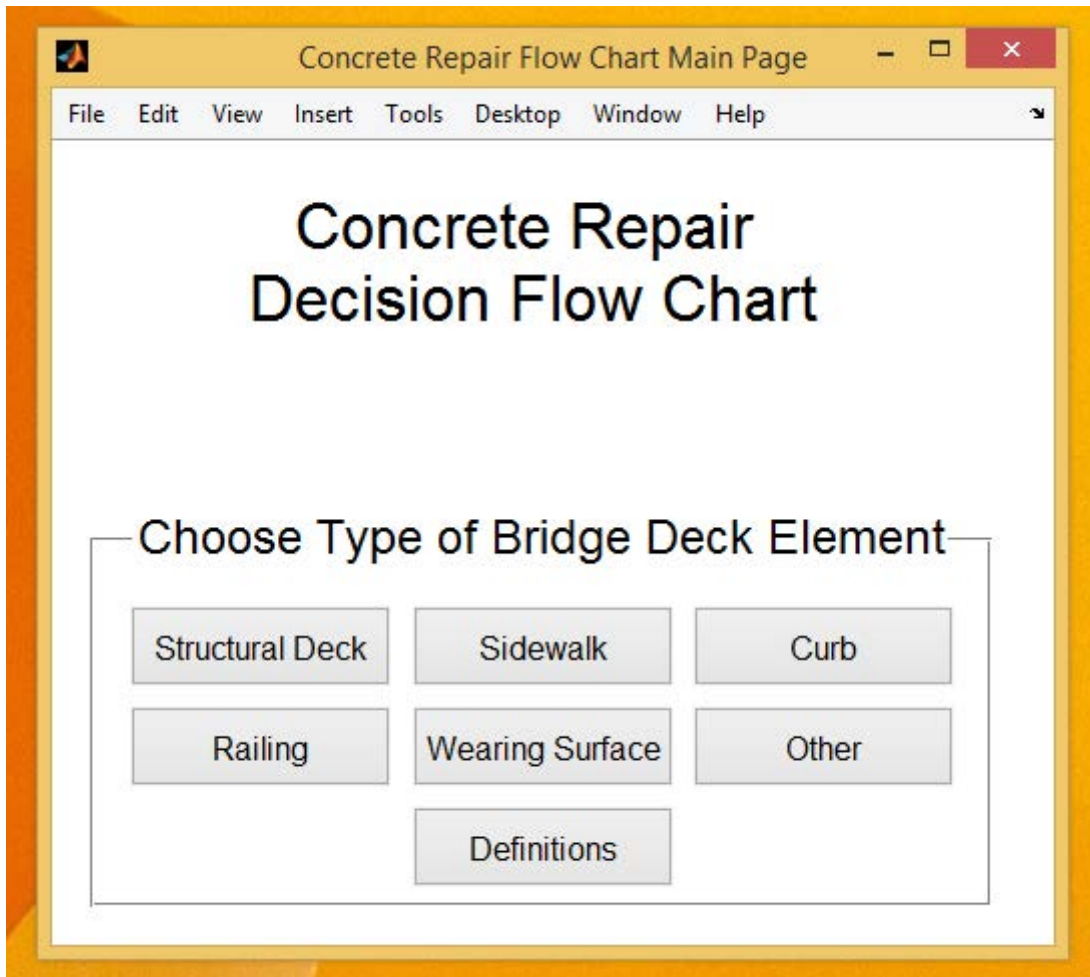 Concrete Repair Flow Chart Main Page
File Edit View Insert Tools Desktop Window Help
Concrete Repair
Decision Flow Chart
Choose Type of Bridge Deck Element
Structural Deck Sidewalk Curb
Railing Wearing Surface Other
Definitions